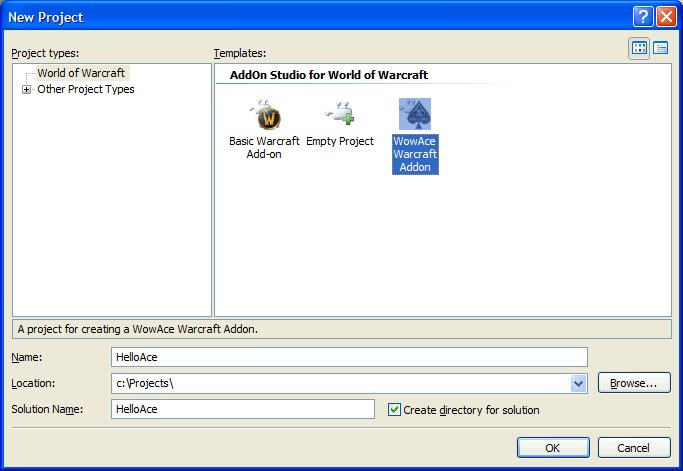 New Project
Project types:
Templates:
World of Warcraft
Other Project Types
AddOn Studio for World of Warcraft
Basic Warcraft
Add-on
Empty Project
WowAce
Warcraft
Addon
A project for creating a WowAce Warcraft Addon.
Name:
HelloAce
Location:
c:\Projects\
Browse...
Solution Name:
HelloAce
Create directory for solution
OK
Cancel